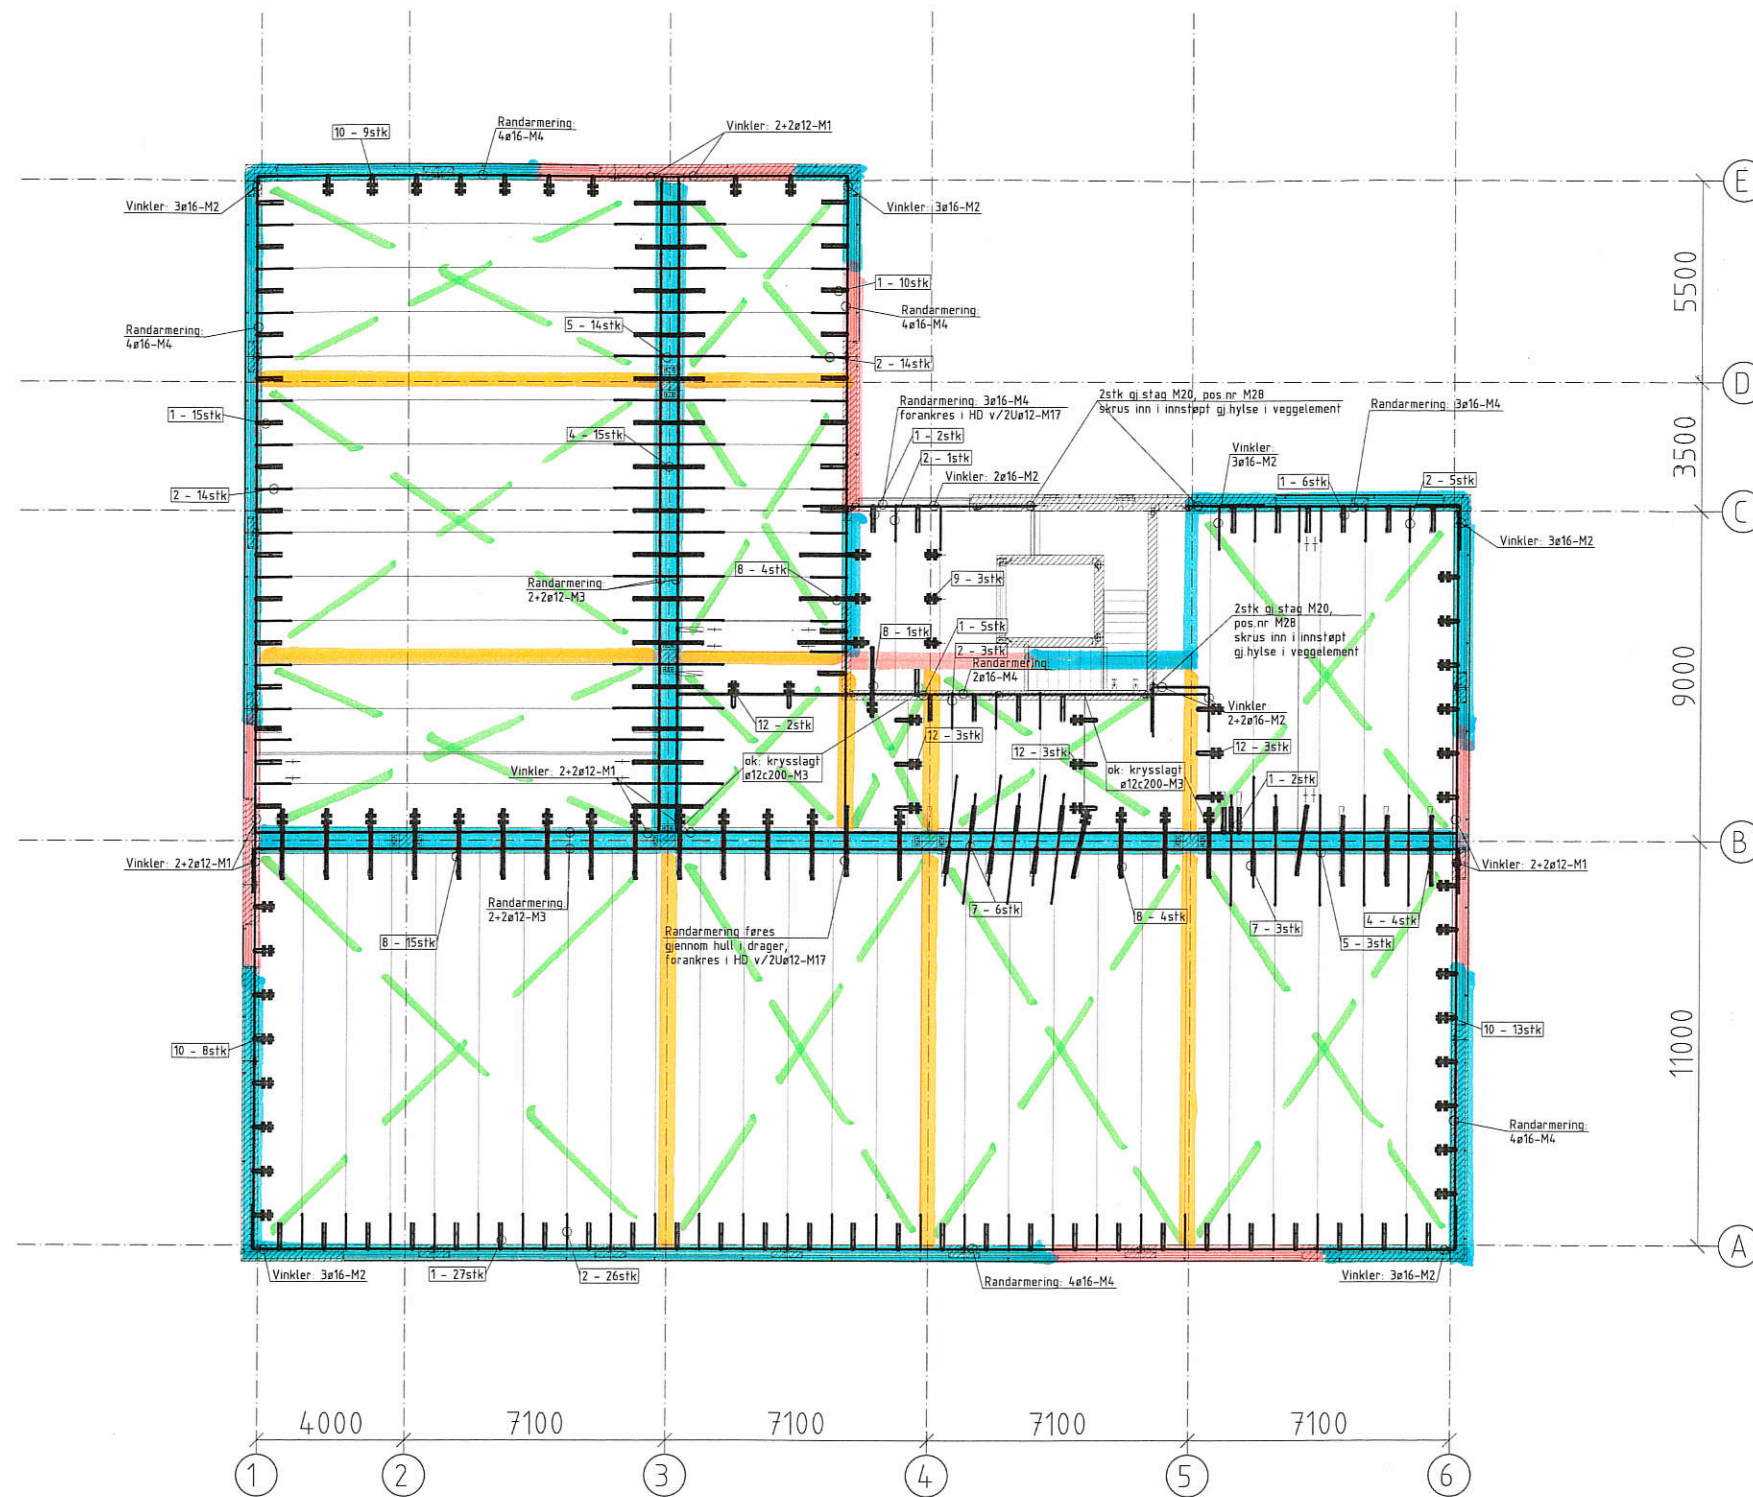 10 - 9stk
Randarmering:
4ø16-M4
Vinkler: 2+2ø12-M1
E
Vinkler: 3ø16-M2
Vinkler: 3ø16-M2
5500
1 - 10stk
Randarmering:
4ø16-M4
Randarmering:
4ø16-M4
5 - 14stk
2 - 14stk
D
1 - 15stk
4 - 15stk
Randarmering: 3ø16-M4
forankres i HD v/2Uø12-M17
2stk gj.stag M20, pos.nr M28
skrus inn i innstøpt gj.hylse i veggelement
Randarmering: 3ø16-M4
1 - 2stk
2 - 1stk
Vinkler: 2ø16-M2
Vinkler:
3ø16-M2
1 - 6stk
2 - 5stk
3500
2 - 14stk
C
Vinkler: 3ø16-M2
Randarmering:
2+2ø12-M3
8 - 4stk
9 - 3stk
2stk gj.stag M20,
pos.nr M28
skrus inn i innstøpt
gj.hylse i veggelement
8 - 1stk
1 - 5stk
2 - 3stk
Randarmering:
2ø16-M4
9000
Vinkler
2+2ø16-M2
12 - 2stk
12 - 3stk
12 - 3stk
12 - 3stk
ok: krysslagt
ø12c200-M3
ok: krysslagt
ø12c200-M3
Vinkler: 2+2ø12-M1
1 - 2stk
B
Vinkler: 2+2ø12-M1
Vinkler: 2+2ø12-M1
Randarmering:
2+2ø12-M3
8 - 15stk
Randarmering føres
gjennom hull i drager,
forankres i HD v/2Uø12-M17
7 - 6stk
8 - 4stk
7 - 3stk
5 - 3stk
4 - 4stk
10 - 8stk
10 - 13stk
11000
Randarmering:
4ø16-M4
A
Vinkler: 3ø16-M2
1 - 27stk
2 - 26stk
Randarmering: 4ø16-M4
Vinkler: 3ø16-M2
4000
7100
7100
7100
7100
1
2
3
4
5
6